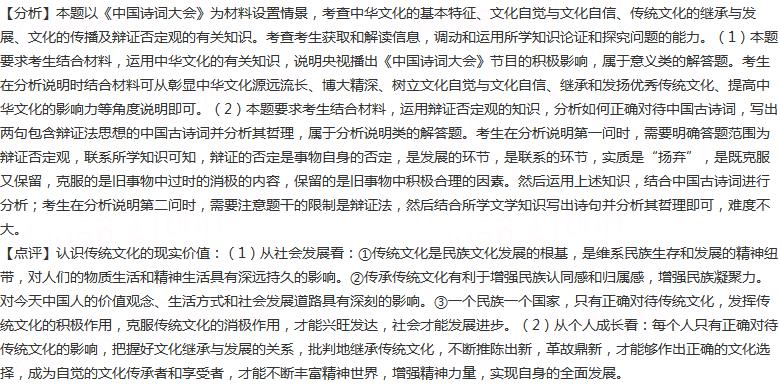 【分析】本题以《中国诗词大会》为材料设置情景，考查中华文化的基本特征、文化自觉与文化自信、传统文化的继承与发
展、文化的传播及辩证否定观的有关知识。考查考生获取和解读信息，调动和运用所学知识论证和探究问题的能力。（1）本题
要求考生结合材料，运用中华文化的有关知识，说明央视播出《中国诗词大会》节目的积极影响，属于意义类的解答题。考生
在分析说明时结合材料可从彰显中华文化源远流长、博大精深、树立文化自觉与文化自信、继承和发扬优秀传统文化、提高中
华文化的影响力等角度说明即可。（2）本题要求考生结合材料，运用辩证否定观的知识，分析如何正确对待中国古诗词，写出
两句包含辩证法思想的中国古诗词并分析其哲理，属于分析说明类的解答题。考生在分析说明第一问时，需要明确答题范围为
辩证否定观，联系所学知识可知，辩证的否定是事物自身的否定，是发展的环节，是联系的环节，实质是“扬弃”，是既克服
又保留，克服的是旧事物中过时的消极的内容，保留的是旧事物中积极合理的因素。然后运用上述知识，结合中国古诗词进行
分析；考生在分析说明第二问时，需要注意题干的限制是辩证法，然后结合所学文学知识写出诗句并分析其哲理即可，难度不
大。
【点评】认识传统文化的现实价值：（1）从社会发展看：①传统文化是民族文化发展的根基，是维系民族生存和发展的精神纽
带，对人们的物质生活和精神生活具有深远持久的影响。②传承传统文化有利于增强民族认同感和归属感，增强民族凝聚力。
对今天中国人的价值观念、生活方式和社会发展道路具有深刻的影响。③一个民族一个国家，只有正确对待传统文化，发挥传
统文化的积极作用，克服传统文化的消极作用，才能兴旺发达，社会才能发展进步。（2）从个人成长看：每个人只有正确对待
传统文化的影响，把握好文化继承与发展的关系，批判地继承传统文化，不断推陈出新，革故鼎新，才能够作出正确的文化选
择，成为自觉的文化传承者和享受者，才能不断丰富精神世界，增强精神力量，实现自身的全面发展。